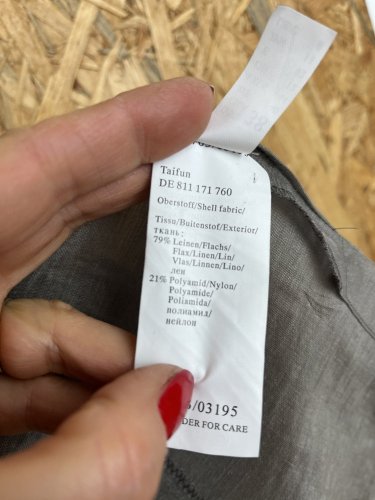 Taifun
DE 811 171 760
Oberstoff/Shell fabric/
Tissu/Buitenstof/Exterior/
ткань:
79% Leinen/Flachs/
Flax/Linen/Lin/
Vlas/Linnen/Lino/
лен
21% Polyamid/Nylon/
Polyamide/
Poliamida/
полиамид/
нейлон
/03195
DER FOR CARE